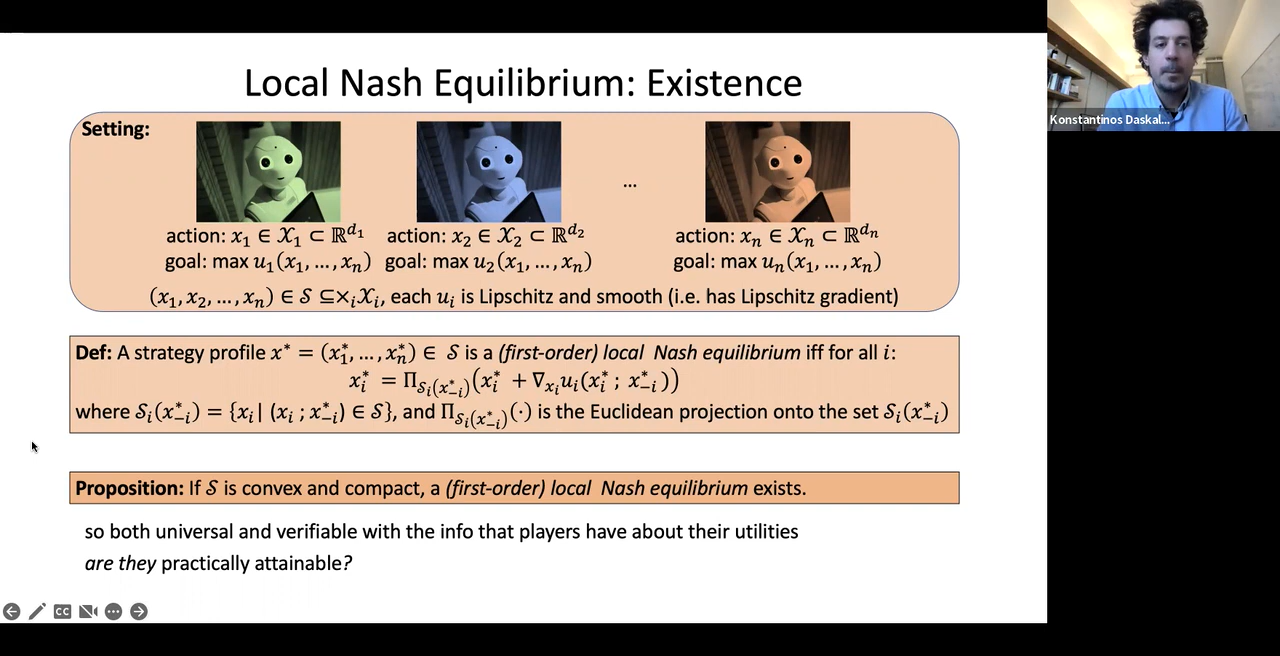 Local Nash Equilibrium: Existence
Setting:
...
action: x₁ ∈ 𝒳₁ ⊂ ℝ^{d₁} action: x₂ ∈ 𝒳₂ ⊂ ℝ^{d₂} action: xₙ ∈ 𝒳ₙ ⊂ ℝ^{dₙ}
goal: max u₁(x₁, …, xₙ) goal: max u₂(x₁, …, xₙ) goal: max uₙ(x₁, …, xₙ)
(x₁, x₂, …, xₙ) ∈ 𝒮 ⊆×ᵢ𝒳ᵢ, each uᵢ is Lipschitz and smooth (i.e. has Lipschitz gradient)
Def: A strategy profile x* = (x₁*, …, xₙ*) ∈ 𝒮 is a (first-order) local Nash equilibrium iff for all i:
xᵢ* = Π_{𝒮ᵢ(x₋ᵢ*)}(xᵢ* + ∇_{xᵢ}uᵢ(xᵢ* ; x₋ᵢ*))
where 𝒮ᵢ(x₋ᵢ*) = {xᵢ| (xᵢ ; x₋ᵢ*) ∈ 𝒮}, and Π_{𝒮ᵢ(x₋ᵢ*)}(·) is the Euclidean projection onto the set 𝒮ᵢ(x₋ᵢ*)
Proposition: If 𝒮 is convex and compact, a (first-order) local Nash equilibrium exists.
so both universal and verifiable with the info that players have about their utilities
are they practically attainable?
CC
Konstantinos Daskal...